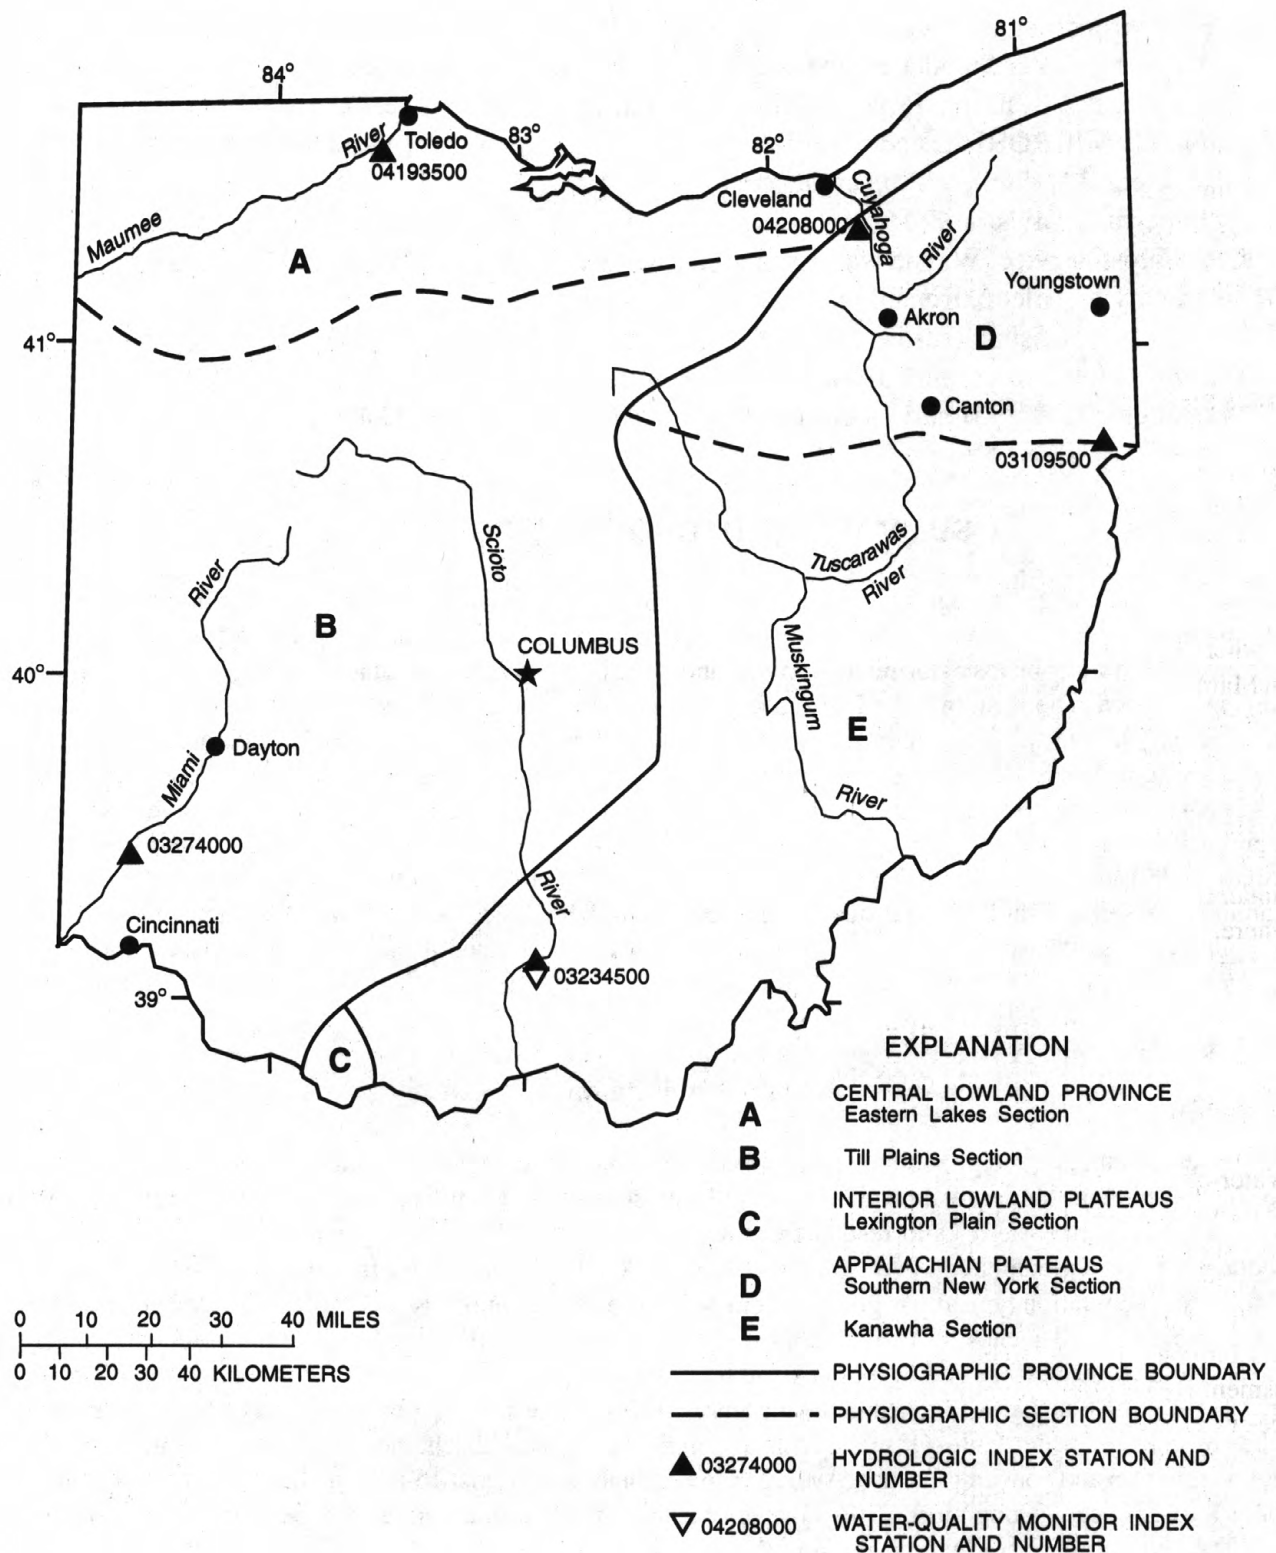 81°
84°
River
Toledo
83°
04193500
82°
Cleveland
Cuyahoga
04208000
River
Maumee
A
Youngstown
Akron
D
41°
Canton
03109500
Scioto
Tuscarawas
River
River
B
COLUMBUS
Muskingum
40°
E
Dayton
Miami
River
03274000
River
Cincinnati
03234500
39°
C
EXPLANATION
CENTRAL LOWLAND PROVINCE
A Eastern Lakes Section
B Till Plains Section
INTERIOR LOWLAND PLATEAUS
C Lexington Plain Section
APPALACHIAN PLATEAUS
D Southern New York Section
E Kanawha Section
0 10 20 30 40 MILES
0 10 20 30 40 KILOMETERS
PHYSIOGRAPHIC PROVINCE BOUNDARY
PHYSIOGRAPHIC SECTION BOUNDARY
03274000 HYDROLOGIC INDEX STATION AND
NUMBER
04208000 WATER-QUALITY MONITOR INDEX
STATION AND NUMBER